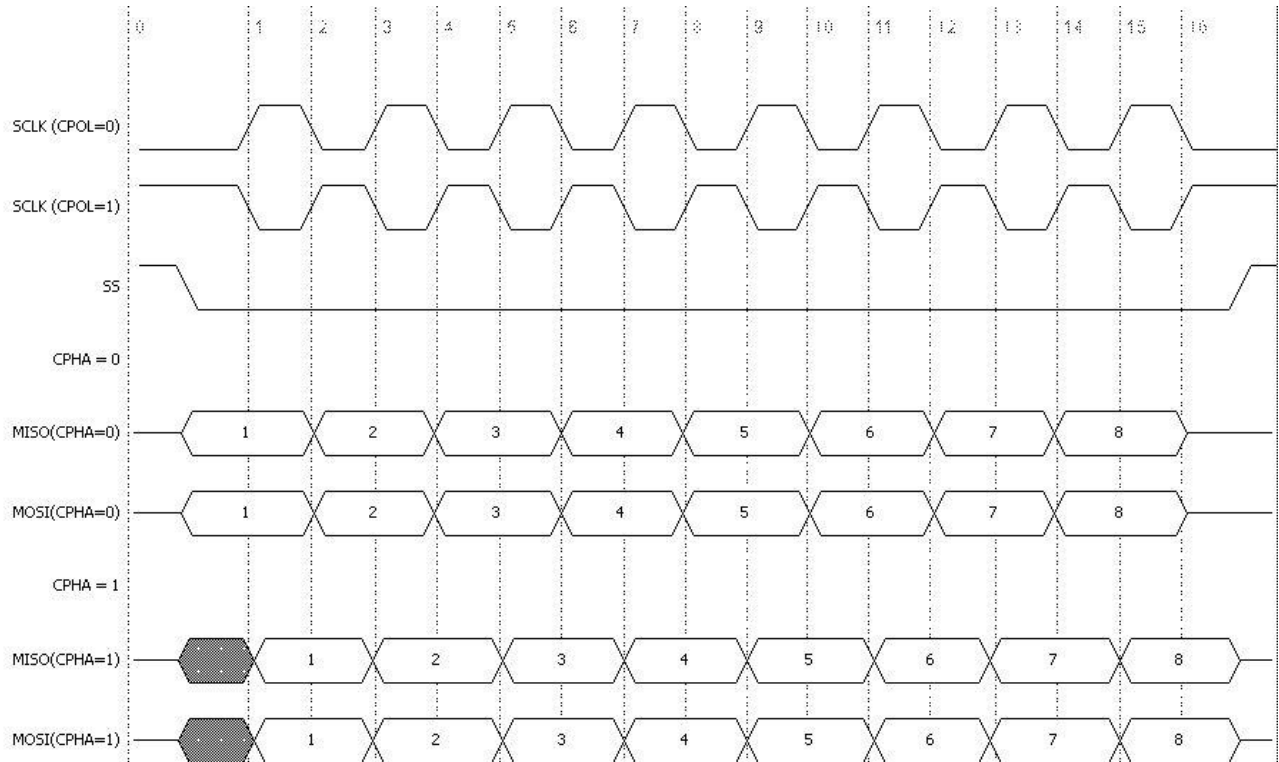 0 1 2 3 4 5 6 7 8 9 10 11 12 13 14 15 16
SCLK (CPOL=0)
SCLK (CPOL=1)
SS
CPHA = 0
MISO(CPHA=0) 1 2 3 4 5 6 7 8
MOSI(CPHA=0) 1 2 3 4 5 6 7 8
CPHA = 1
MISO(CPHA=1) 1 2 3 4 5 6 7 8
MOSI(CPHA=1) 1 2 3 4 5 6 7 8